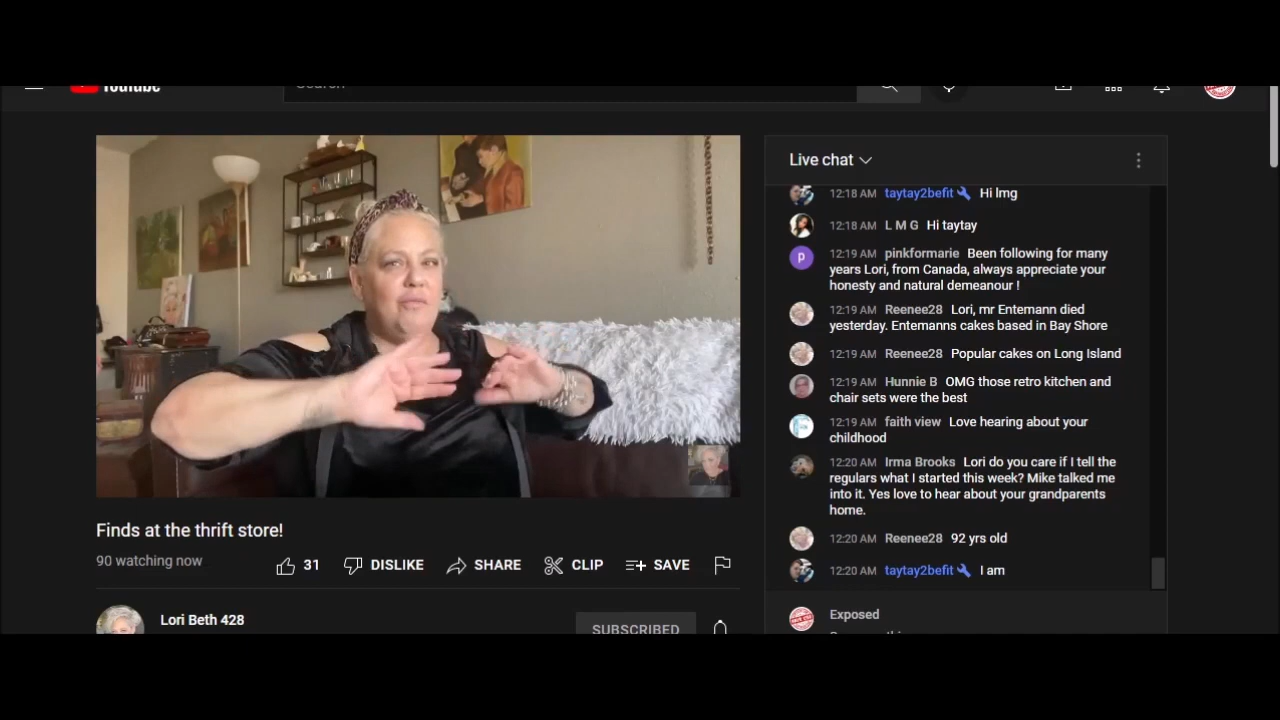 YouTube
Search
Live chat
12:18 AM taytay2befit Hi lmg
12:18 AM L M G Hi taytay
P
12:19 AM pinkformarie Been following for many
years Lori, from Canada, always appreciate your
honesty and natural demeanour !
12:19 AM Reenee28 Lori, mr Entemann died
yesterday. Entemanns cakes based in Bay Shore
12:19 AM Reenee28 Popular cakes on Long Island
12:19 AM Hunnie B OMG those retro kitchen and
chair sets were the best
12:19 AM faith view Love hearing about your
childhood
12:20 AM Irma Brooks Lori do you care if I tell the
regulars what I started this week? Mike talked me
into it. Yes love to hear about your grandparents
home.
12:20 AM Reenee28 92 yrs old
12:20 AM taytay2befit I am
Exposed
Finds at the thrift store!
90 watching now
31
DISLIKE
SHARE
CLIP
SAVE
Lori Beth 428
SUBSCRIBED